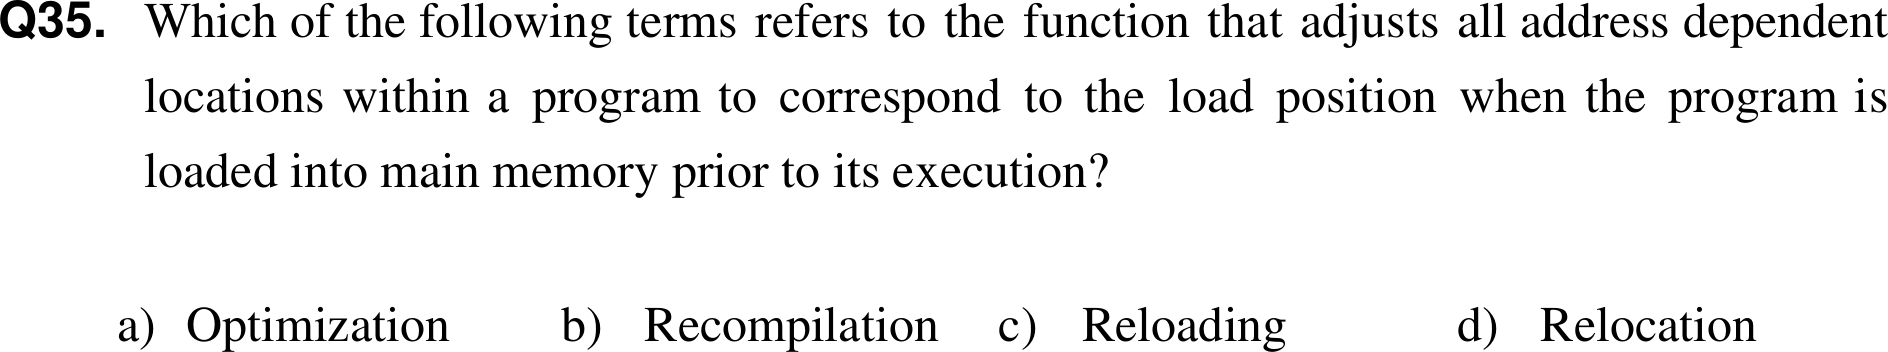 Q35. Which of the following terms refers to the function that adjusts all address dependent
locations within a program to correspond to the load position when the program is
loaded into main memory prior to its execution?
a) Optimization b) Recompilation c) Reloading d) Relocation